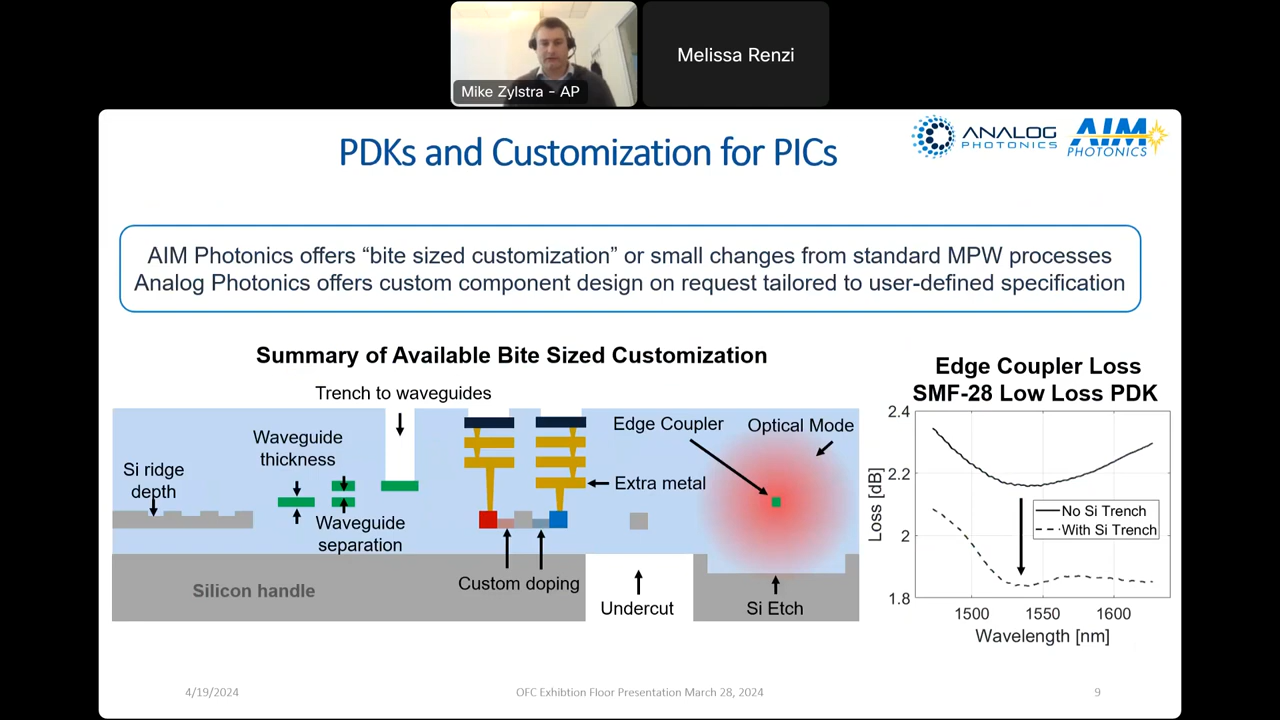 Mike Zylstra - AP
Melissa Renzi
PDKs and Customization for PICs
ANALOG
PHOTONICS
AIM
PHOTONICS
AIM Photonics offers “bite sized customization” or small changes from standard MPW processes
Analog Photonics offers custom component design on request tailored to user-defined specification
Summary of Available Bite Sized Customization
Trench to waveguides
Waveguide
thickness
Si ridge
depth
Waveguide
separation
Extra metal
Edge Coupler
Optical Mode
Silicon handle
Custom doping
Undercut
Si Etch
Edge Coupler Loss
SMF-28 Low Loss PDK
2.4
2.2
2
1.8
Loss [dB]
No Si Trench
With Si Trench
1500
1550
1600
Wavelength [nm]
4/19/2024
OFC Exhibtion Floor Presentation March 28, 2024
9